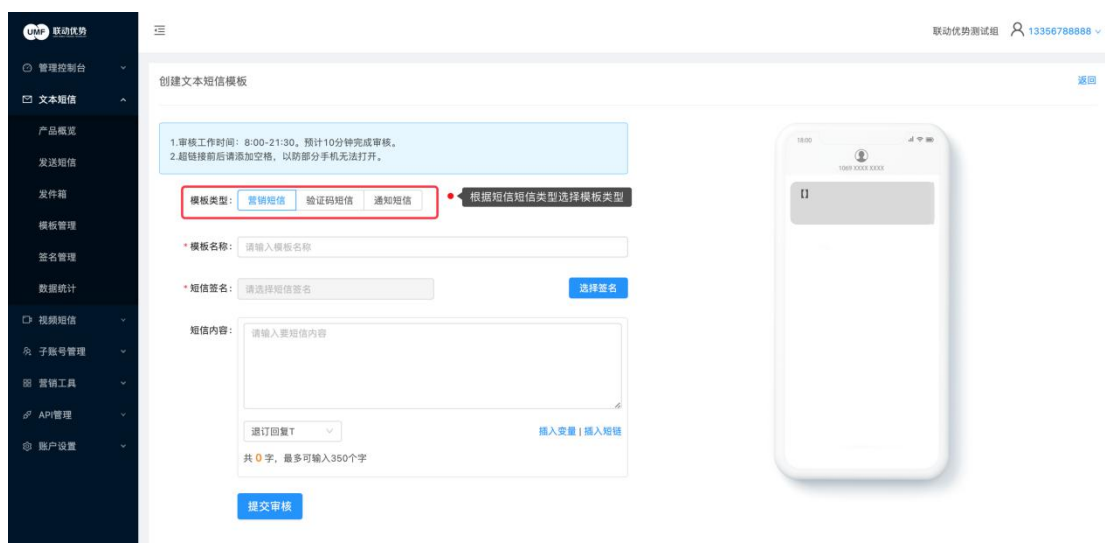 UMF 联动优势
联动优势测试组 13356788888
管理控制台
文本短信
产品概览
发送短信
发件箱
模板管理
签名管理
数据统计
视频短信
子账号管理
营销工具
API管理
账户设置
创建文本短信模板 返回
1.审核工作时间：8:00-21:30。预计10分钟完成审核。
2.超链接前后请添加空格，以防部分手机无法打开。
模板类型： 营销短信 验证码短信 通知短信 根据短信短信类型选择模板类型
* 模板名称： 请输入模板名称
* 短信签名： 请选择短信签名 选择签名
短信内容： 请输入要短信内容
退订回复T 插入变量 | 插入短链
共 0 字，最多可输入350个字
提交审核
18:00
1069 XXXX XXXX
【】